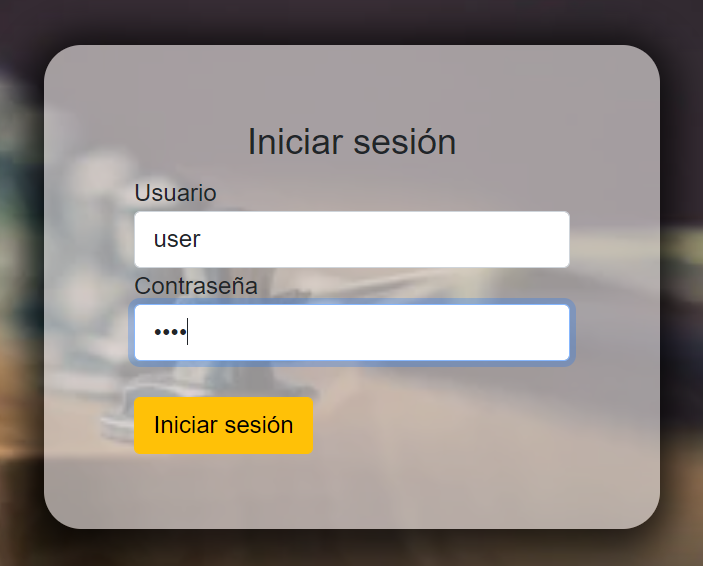 Iniciar sesión
Usuario
user
Contraseña
••••
Iniciar sesión